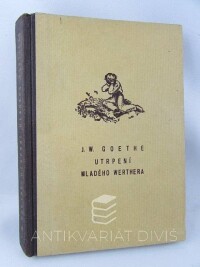 J. W. GOETHE
UTRPENÍ
MLADÉHO WERTHERA
ANTIKVARIÁT DIVIŠ